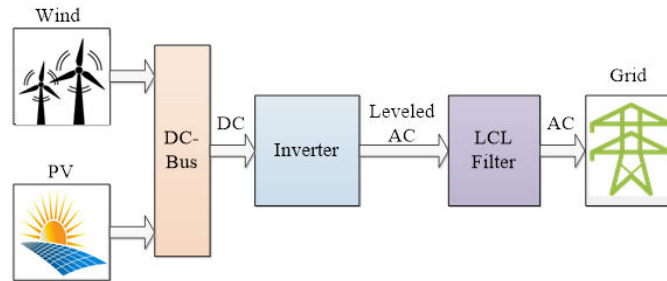 Wind
PV
DC-
Bus
DC
Inverter
Leveled
AC
LCL
Filter
AC
Grid